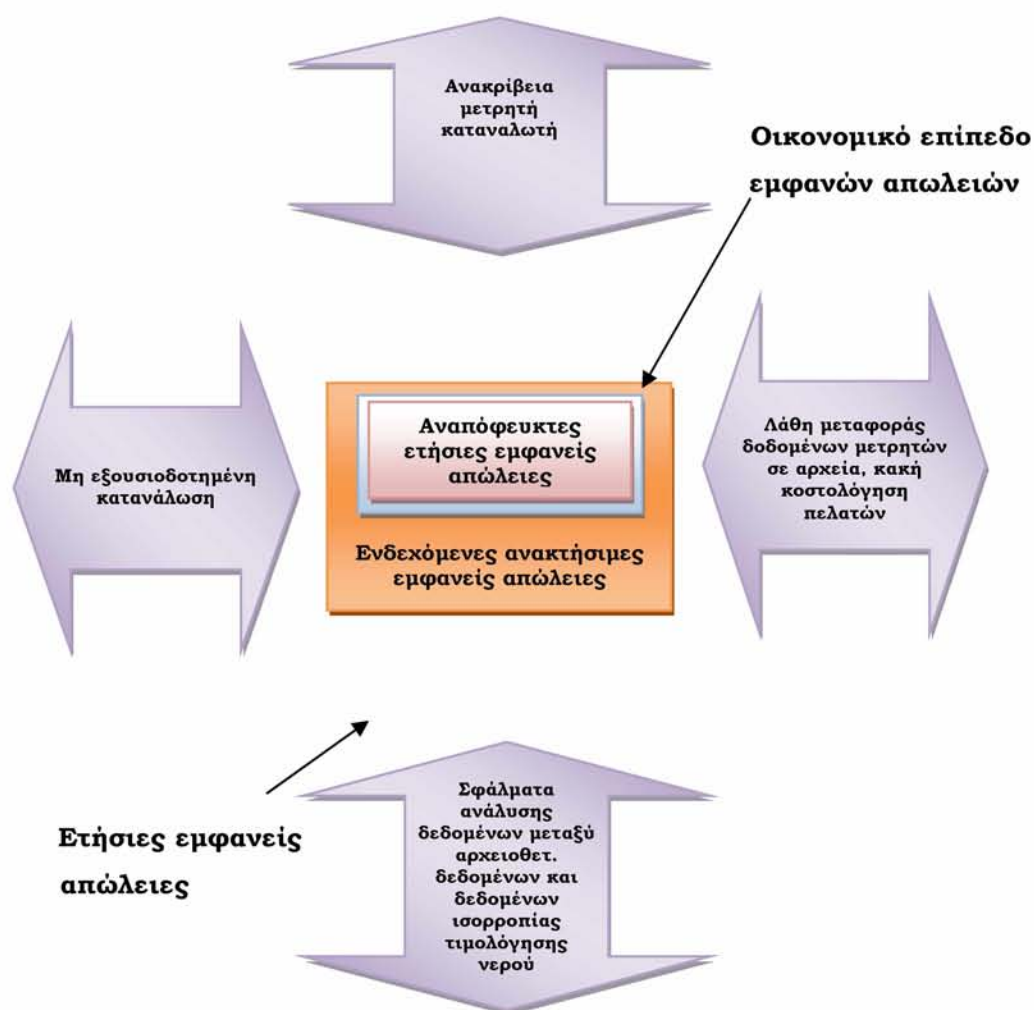 Ανακρίβεια
μετρητή
καταναλωτή
Οικονομικό επίπεδο
εμφανών απωλειών
Μη εξουσιοδοτημένη
κατανάλωση
Αναπόφευκτες
ετήσιες εμφανείς
απώλειες
Ενδεχόμενες ανακτήσιμες
εμφανείς απώλειες
Λάθη μεταφοράς
δοδομένων μετρητών
σε αρχεία, κακή
κοστολόγηση
πελατών
Ετήσιες εμφανείς
απώλειες
Σφάλματα
ανάλυσης
δεδομένων μεταξύ
αρχειοθετ.
δεδομένων και
δεδομένων
ισορροπίας
τιμολόγησης
νερού